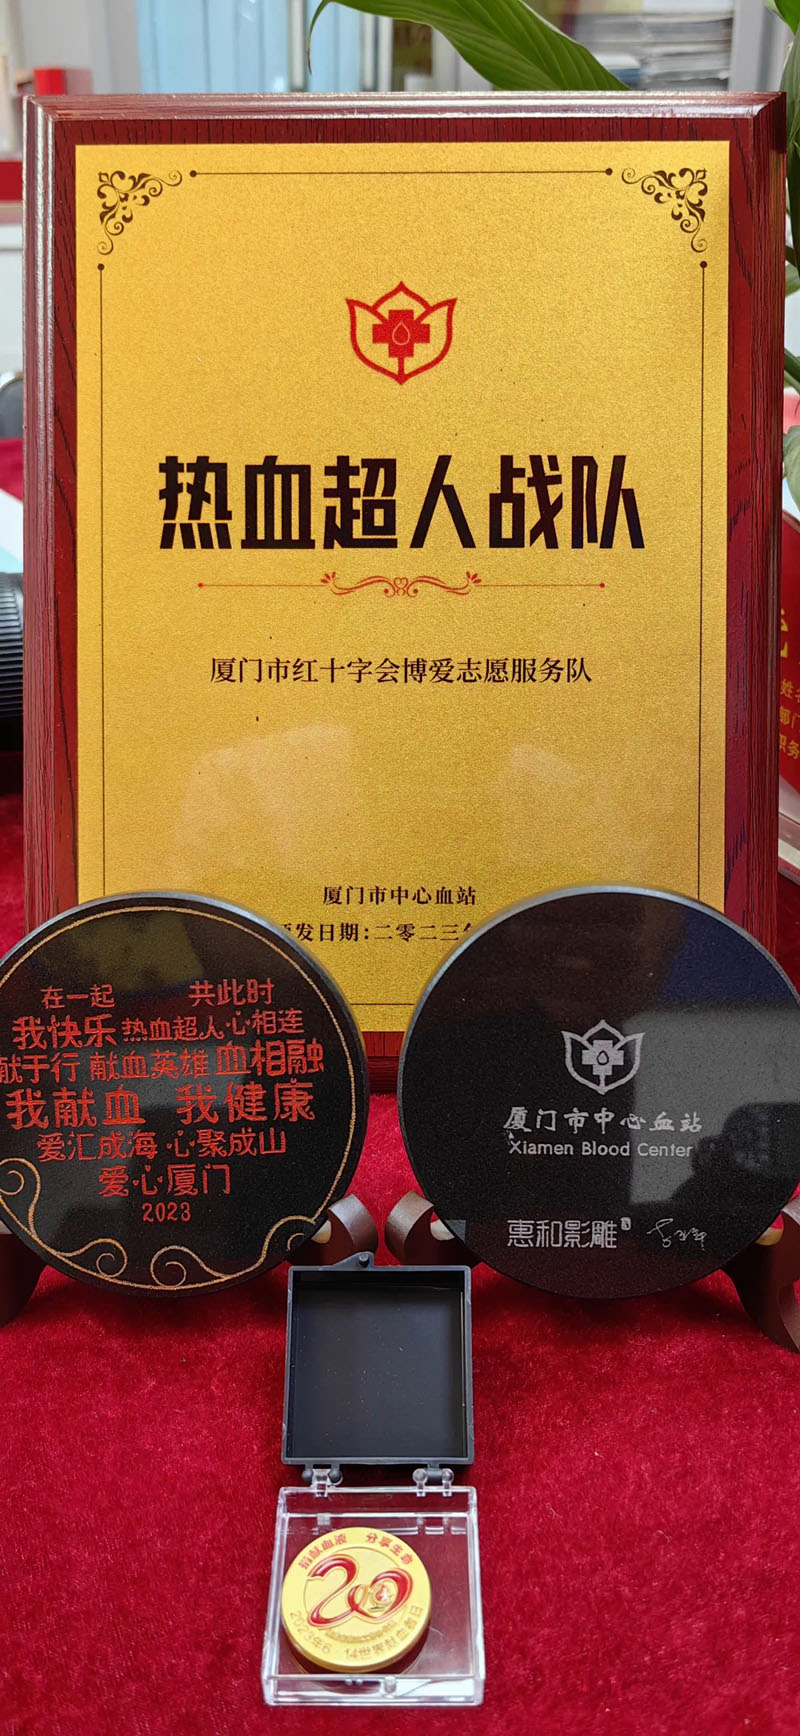 热血超人战队
厦门市红十字会博爱志愿服务队
厦门市中心血站
发日期:二零二三
在一起 共此时
我快乐 热血超人心相连
献于行 献血英雄 血相融
我献血 我健康
爱汇成海 心聚成山
爱心厦门
2023
厦门市中心血站
Xiamen Blood Center
惠和影雕
捐献血液 分享生命
20
2023年6·14世界献血者日